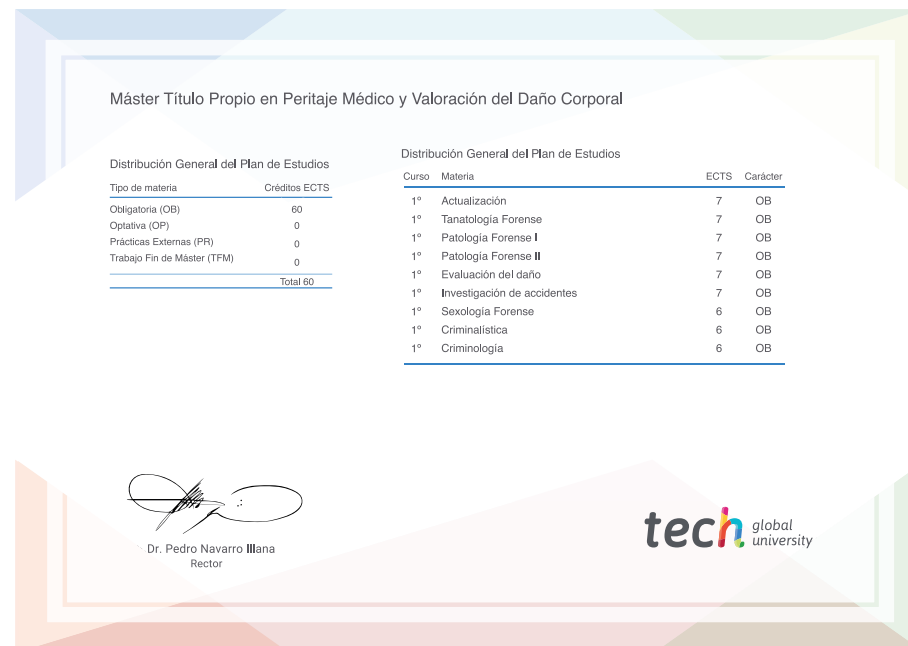 Máster Título Propio en Peritaje Médico y Valoración del Daño Corporal
Distribución General del Plan de Estudios
Tipo de materia Créditos ECTS
Obligatoria (OB) 60
Optativa (OP) 0
Prácticas Externas (PR) 0
Trabajo Fin de Máster (TFM) 0
Total 60
Distribución General del Plan de Estudios
Curso Materia ECTS Carácter
1º Actualización 7 OB
1º Tanatología Forense 7 OB
1º Patología Forense I 7 OB
1º Patología Forense II 7 OB
1º Evaluación del daño 7 OB
1º Investigación de accidentes 7 OB
1º Sexología Forense 6 OB
1º Criminalística 6 OB
1º Criminología 6 OB
Dr. Pedro Navarro Illana
Rector
tech global
university